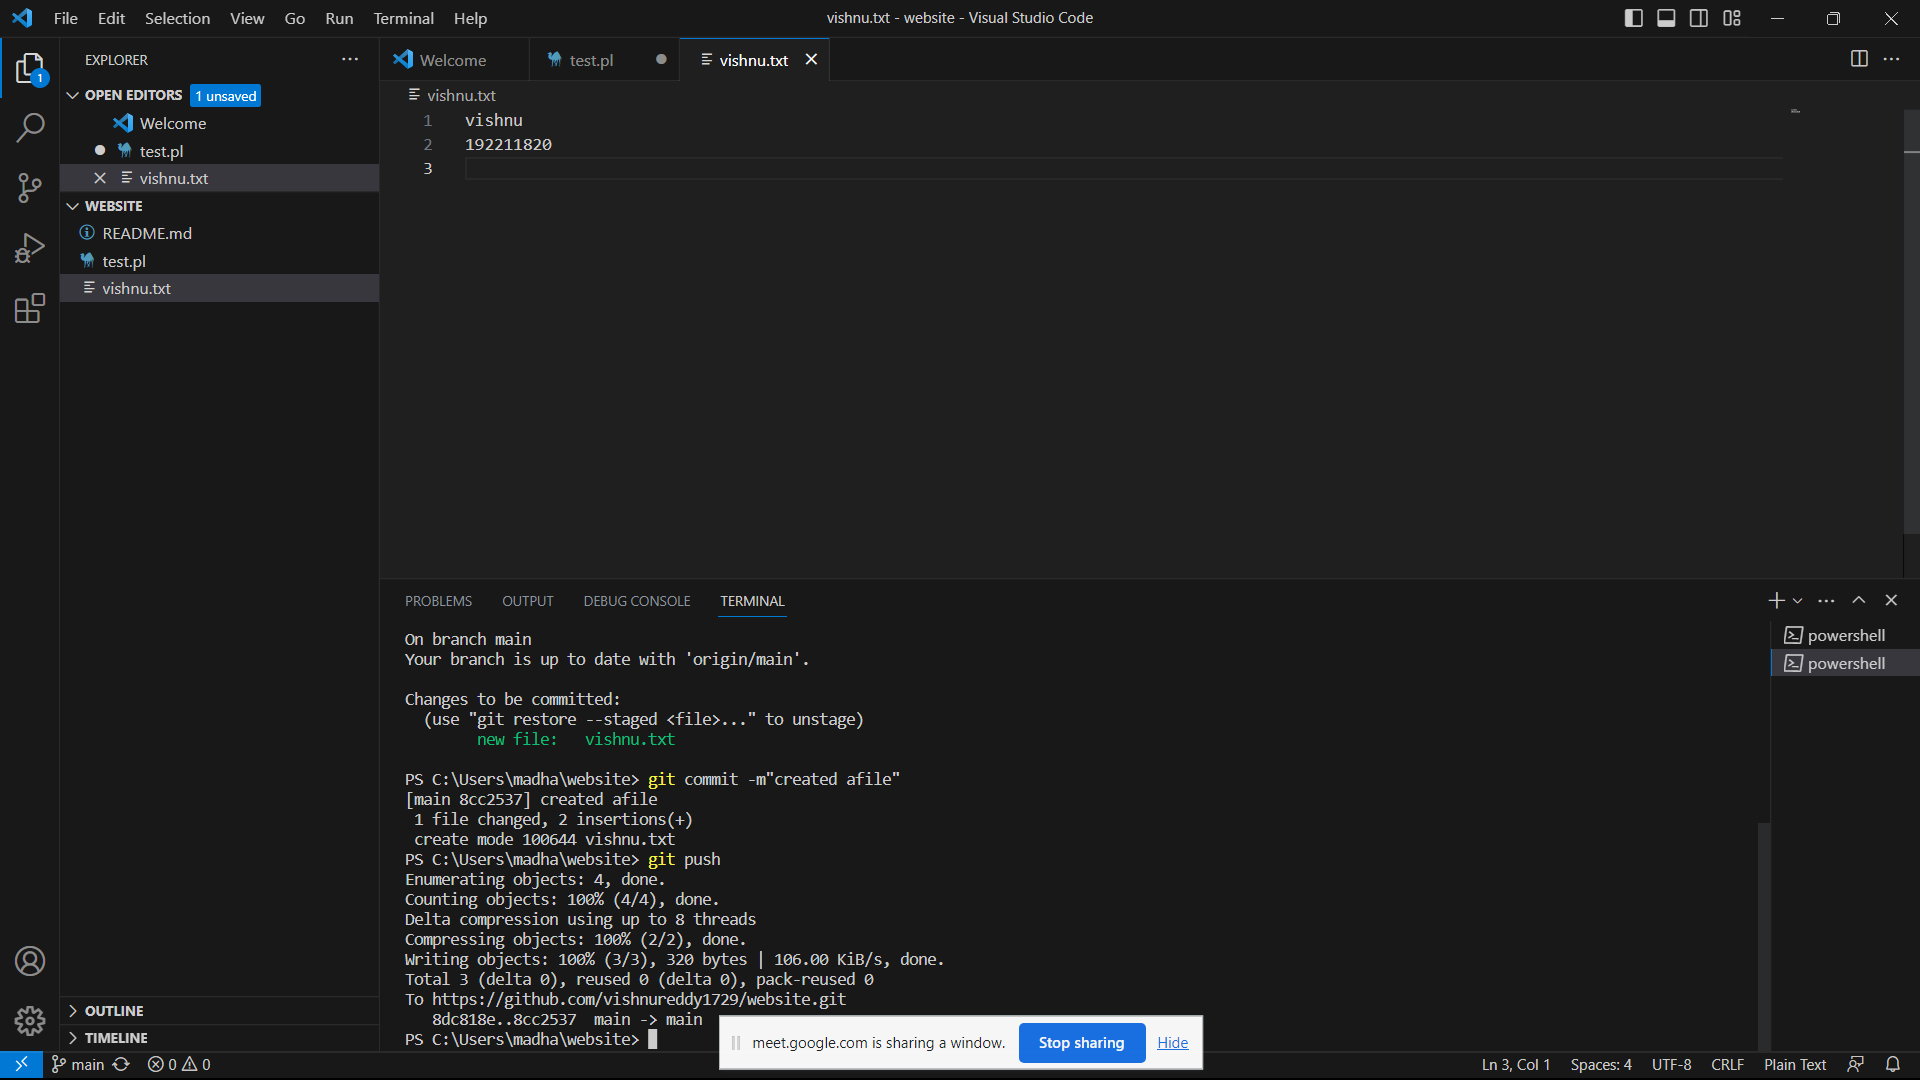 File Edit Selection View Go Run Terminal Help
vishnu.txt - website - Visual Studio Code
EXPLORER
1
OPEN EDITORS 1 unsaved
Welcome
test.pl
vishnu.txt
WEBSITE
README.md
test.pl
vishnu.txt
OUTLINE
TIMELINE
Welcome test.pl vishnu.txt
vishnu.txt
1 vishnu
2 192211820
3
PROBLEMS OUTPUT DEBUG CONSOLE TERMINAL
On branch main
Your branch is up to date with 'origin/main'.
Changes to be committed:
(use "git restore --staged <file>..." to unstage)
new file: vishnu.txt
PS C:\Users\madha\website> git commit -m"created afile"
[main 8cc2537] created afile
1 file changed, 2 insertions(+)
create mode 100644 vishnu.txt
PS C:\Users\madha\website> git push
Enumerating objects: 4, done.
Counting objects: 100% (4/4), done.
Delta compression using up to 8 threads
Compressing objects: 100% (2/2), done.
Writing objects: 100% (3/3), 320 bytes | 106.00 KiB/s, done.
Total 3 (delta 0), reused 0 (delta 0), pack-reused 0
To https://github.com/vishnureddy1729/website.git
8dc818e..8cc2537 main -> main
PS C:\Users\madha\website>
powershell
powershell
meet.google.com is sharing a window. Stop sharing Hide
main 0 0 Ln 3, Col 1 Spaces: 4 UTF-8 CRLF Plain Text